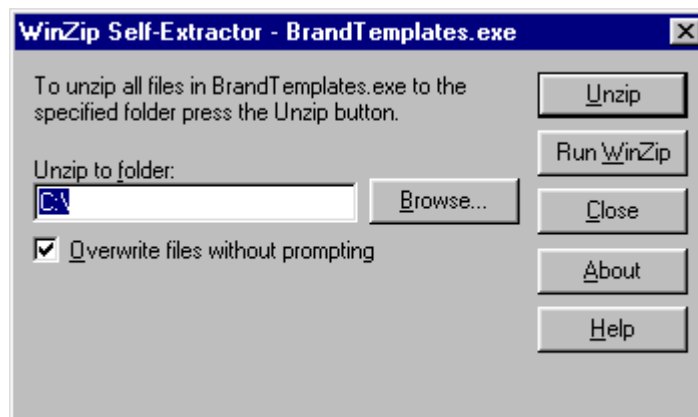 WinZip Self-Extractor - BrandTemplates.exe
To unzip all files in BrandTemplates.exe to the
specified folder press the Unzip button.
Unzip to folder:
C:\
Browse...
Overwrite files without prompting
Unzip
Run WinZip
Close
About
Help